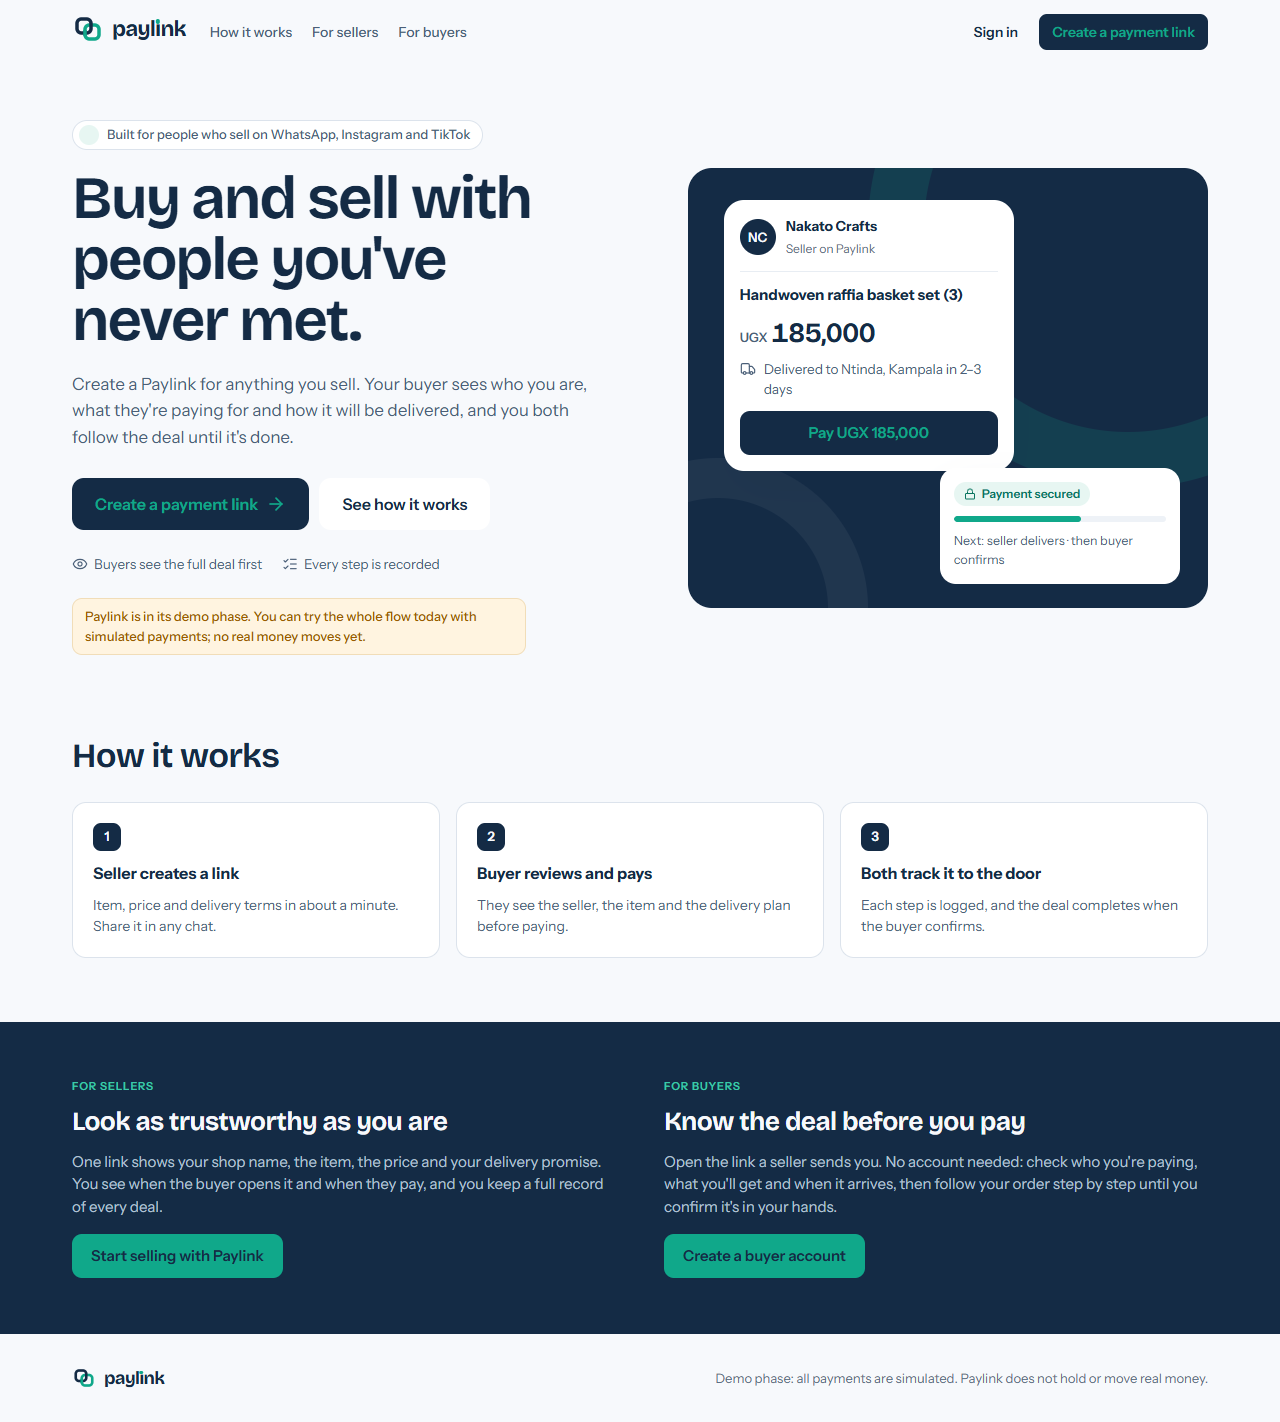 paylink
How it works
For sellers
For buyers
Sign in
Create a payment link
Built for people who sell on WhatsApp, Instagram and TikTok
Buy and sell with
people you've
never met.
Create a Paylink for anything you sell. Your buyer sees who you are,
what they're paying for and how it will be delivered, and you both
follow the deal until it's done.
Create a payment link
See how it works
Buyers see the full deal first
Every step is recorded
Paylink is in its demo phase. You can try the whole flow today with
simulated payments; no real money moves yet.
NC
Nakato Crafts
Seller on Paylink
Handwoven raffia basket set (3)
UGX 185,000
Delivered to Ntinda, Kampala in 2–3
days
Pay UGX 185,000
Payment secured
Next: seller delivers · then buyer
confirms
How it works
1
Seller creates a link
Item, price and delivery terms in about a minute.
Share it in any chat.
2
Buyer reviews and pays
They see the seller, the item and the delivery plan
before paying.
3
Both track it to the door
Each step is logged, and the deal completes when
the buyer confirms.
FOR SELLERS
Look as trustworthy as you are
One link shows your shop name, the item, the price and your delivery promise.
You see when the buyer opens it and when they pay, and you keep a full record
of every deal.
Start selling with Paylink
FOR BUYERS
Know the deal before you pay
Open the link a seller sends you. No account needed: check who you're paying,
what you'll get and when it arrives, then follow your order step by step until you
confirm it's in your hands.
Create a buyer account
paylink
Demo phase: all payments are simulated. Paylink does not hold or move real money.